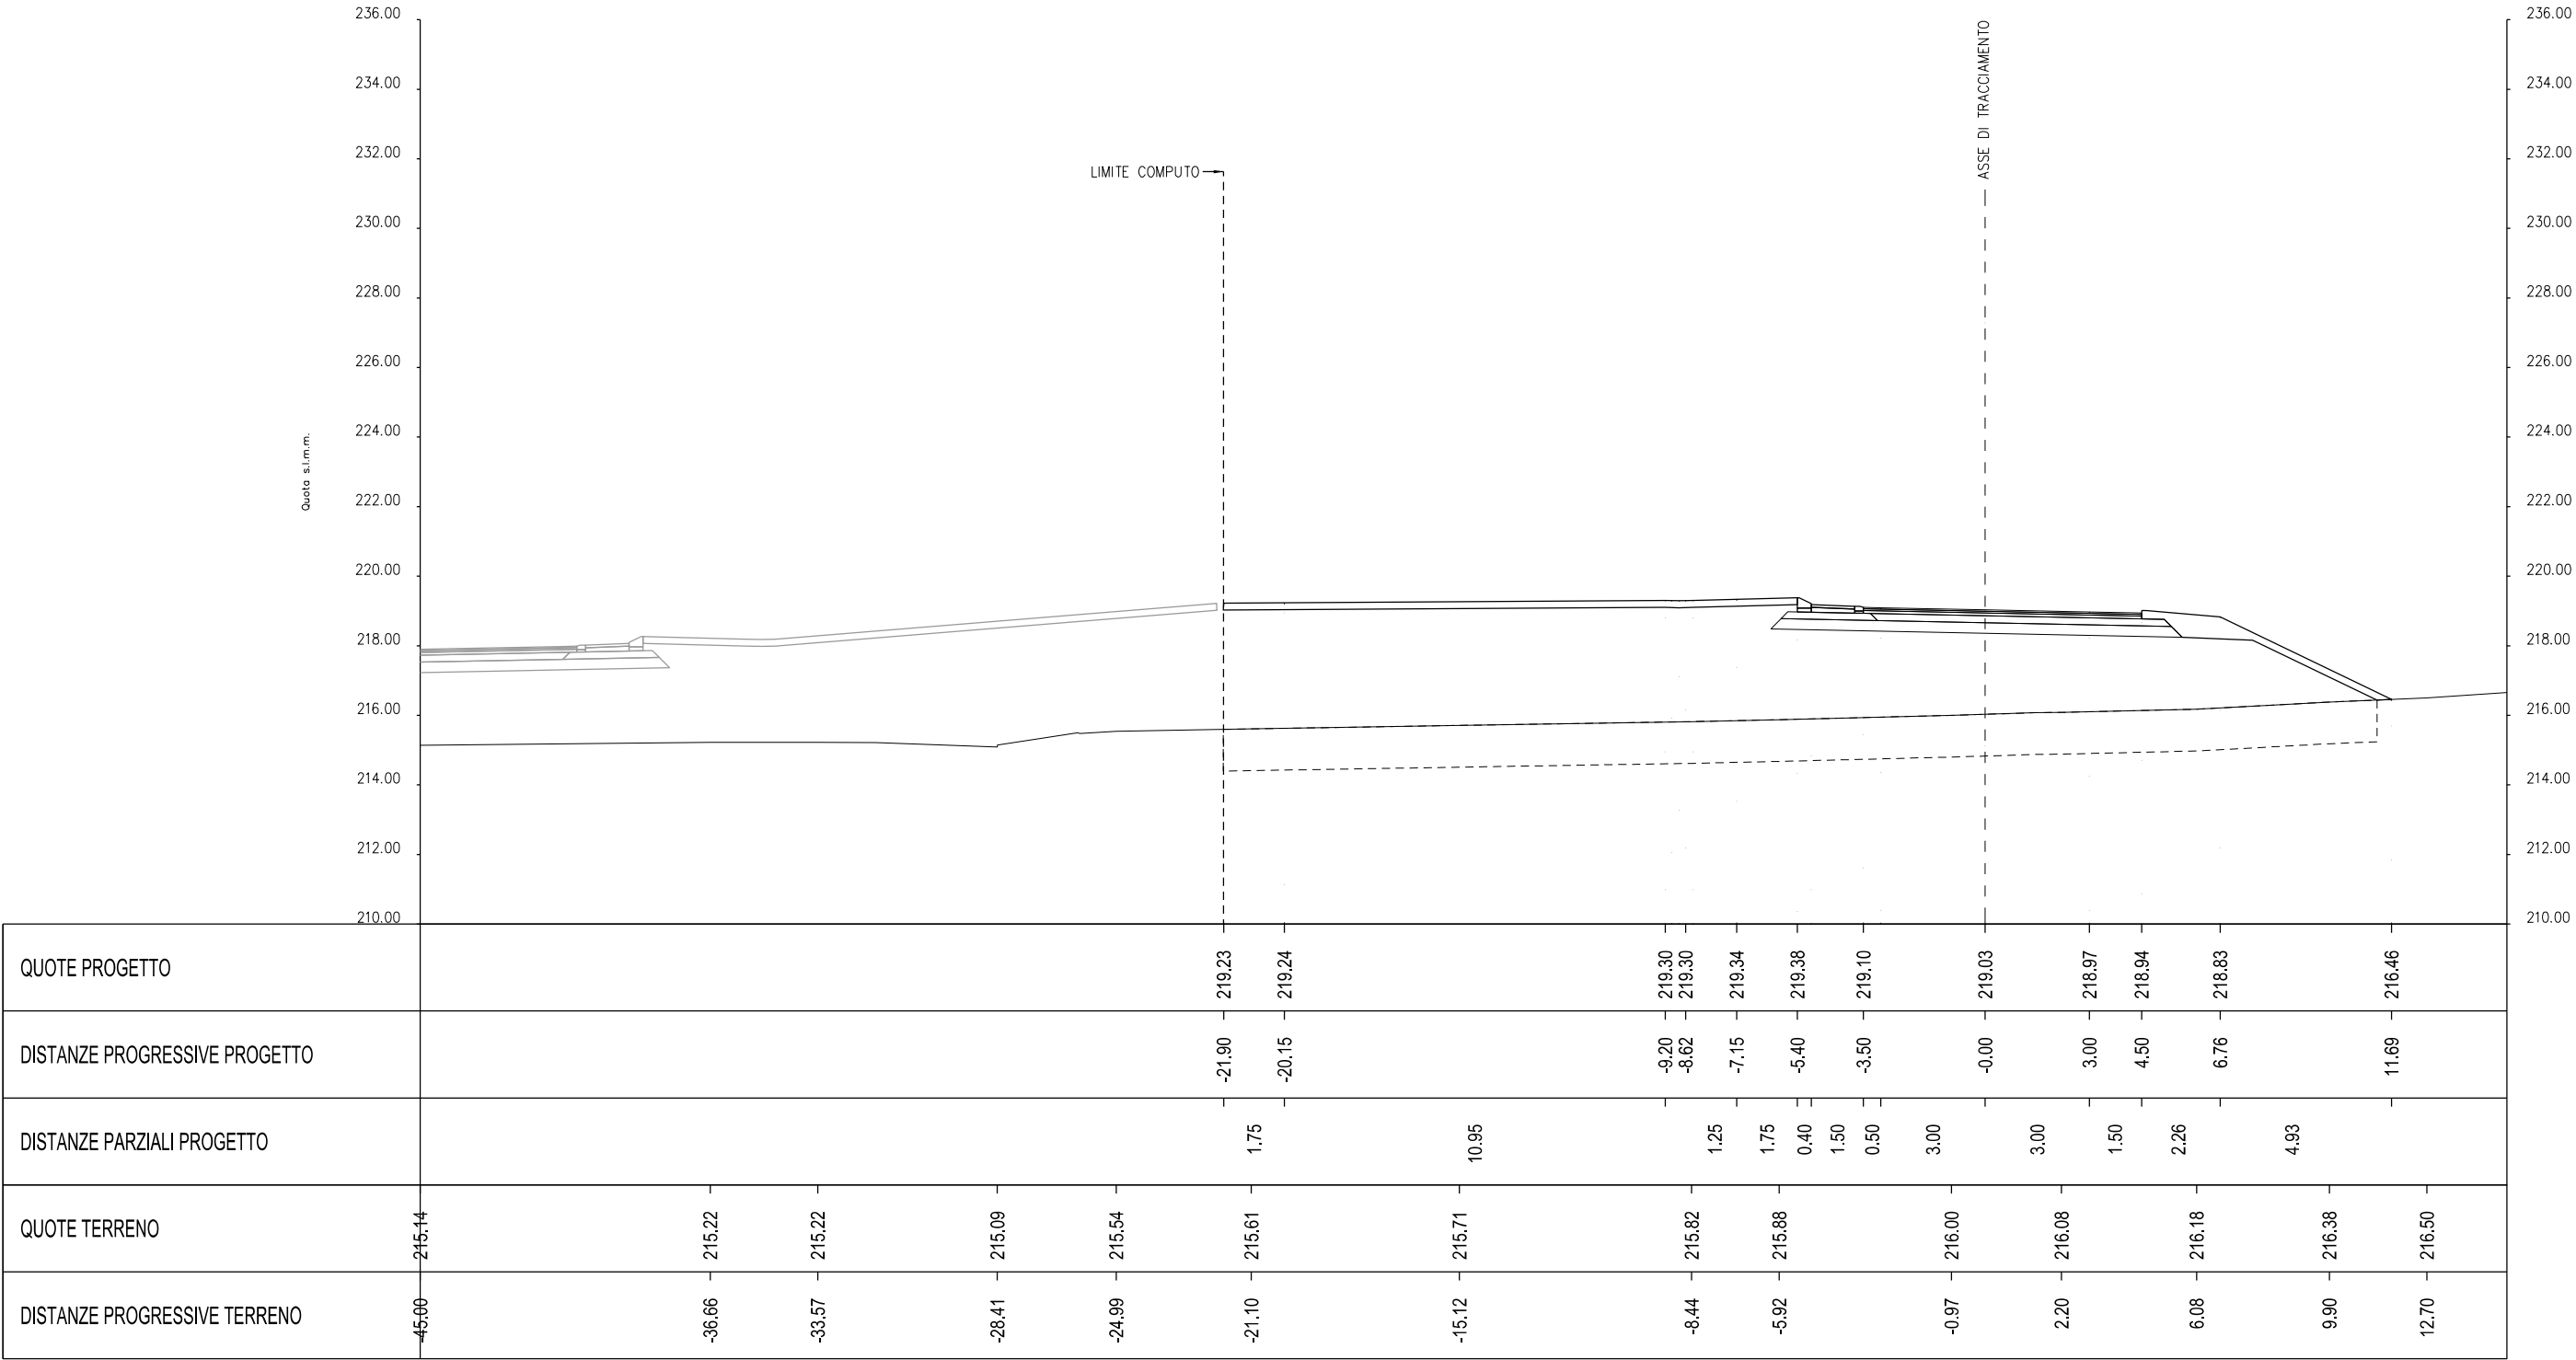 236.00
236.00
234.00
234.00
232.00
232.00
230.00
230.00
228.00
228.00
226.00
226.00
224.00
224.00
222.00
222.00
220.00
220.00
218.00
218.00
216.00
216.00
214.00
214.00
212.00
212.00
210.00
210.00
Quota s.l.m.m.
LIMITE COMPUTO
ASSE DI TRACCIAMENTO
QUOTE PROGETTO
219.23 219.24 219.30 219.30 219.34 219.38 219.10 219.03 218.97 218.94 218.83 216.46
DISTANZE PROGRESSIVE PROGETTO
-21.90 -20.15 -9.20 -8.62 -7.15 -5.40 -3.50 -0.00 3.00 4.50 6.76 11.69
DISTANZE PARZIALI PROGETTO
1.75 10.95 1.25 1.75 0.40 1.50 0.50 3.00 3.00 1.50 2.26 4.93
QUOTE TERRENO
215.14 215.22 215.22 215.09 215.54 215.61 215.71 215.82 215.88 216.00 216.08 216.18 216.38 216.50
DISTANZE PROGRESSIVE TERRENO
-45.00 -36.66 -33.57 -28.41 -24.99 -21.10 -15.12 -8.44 -5.92 -0.97 2.20 6.08 9.90 12.70